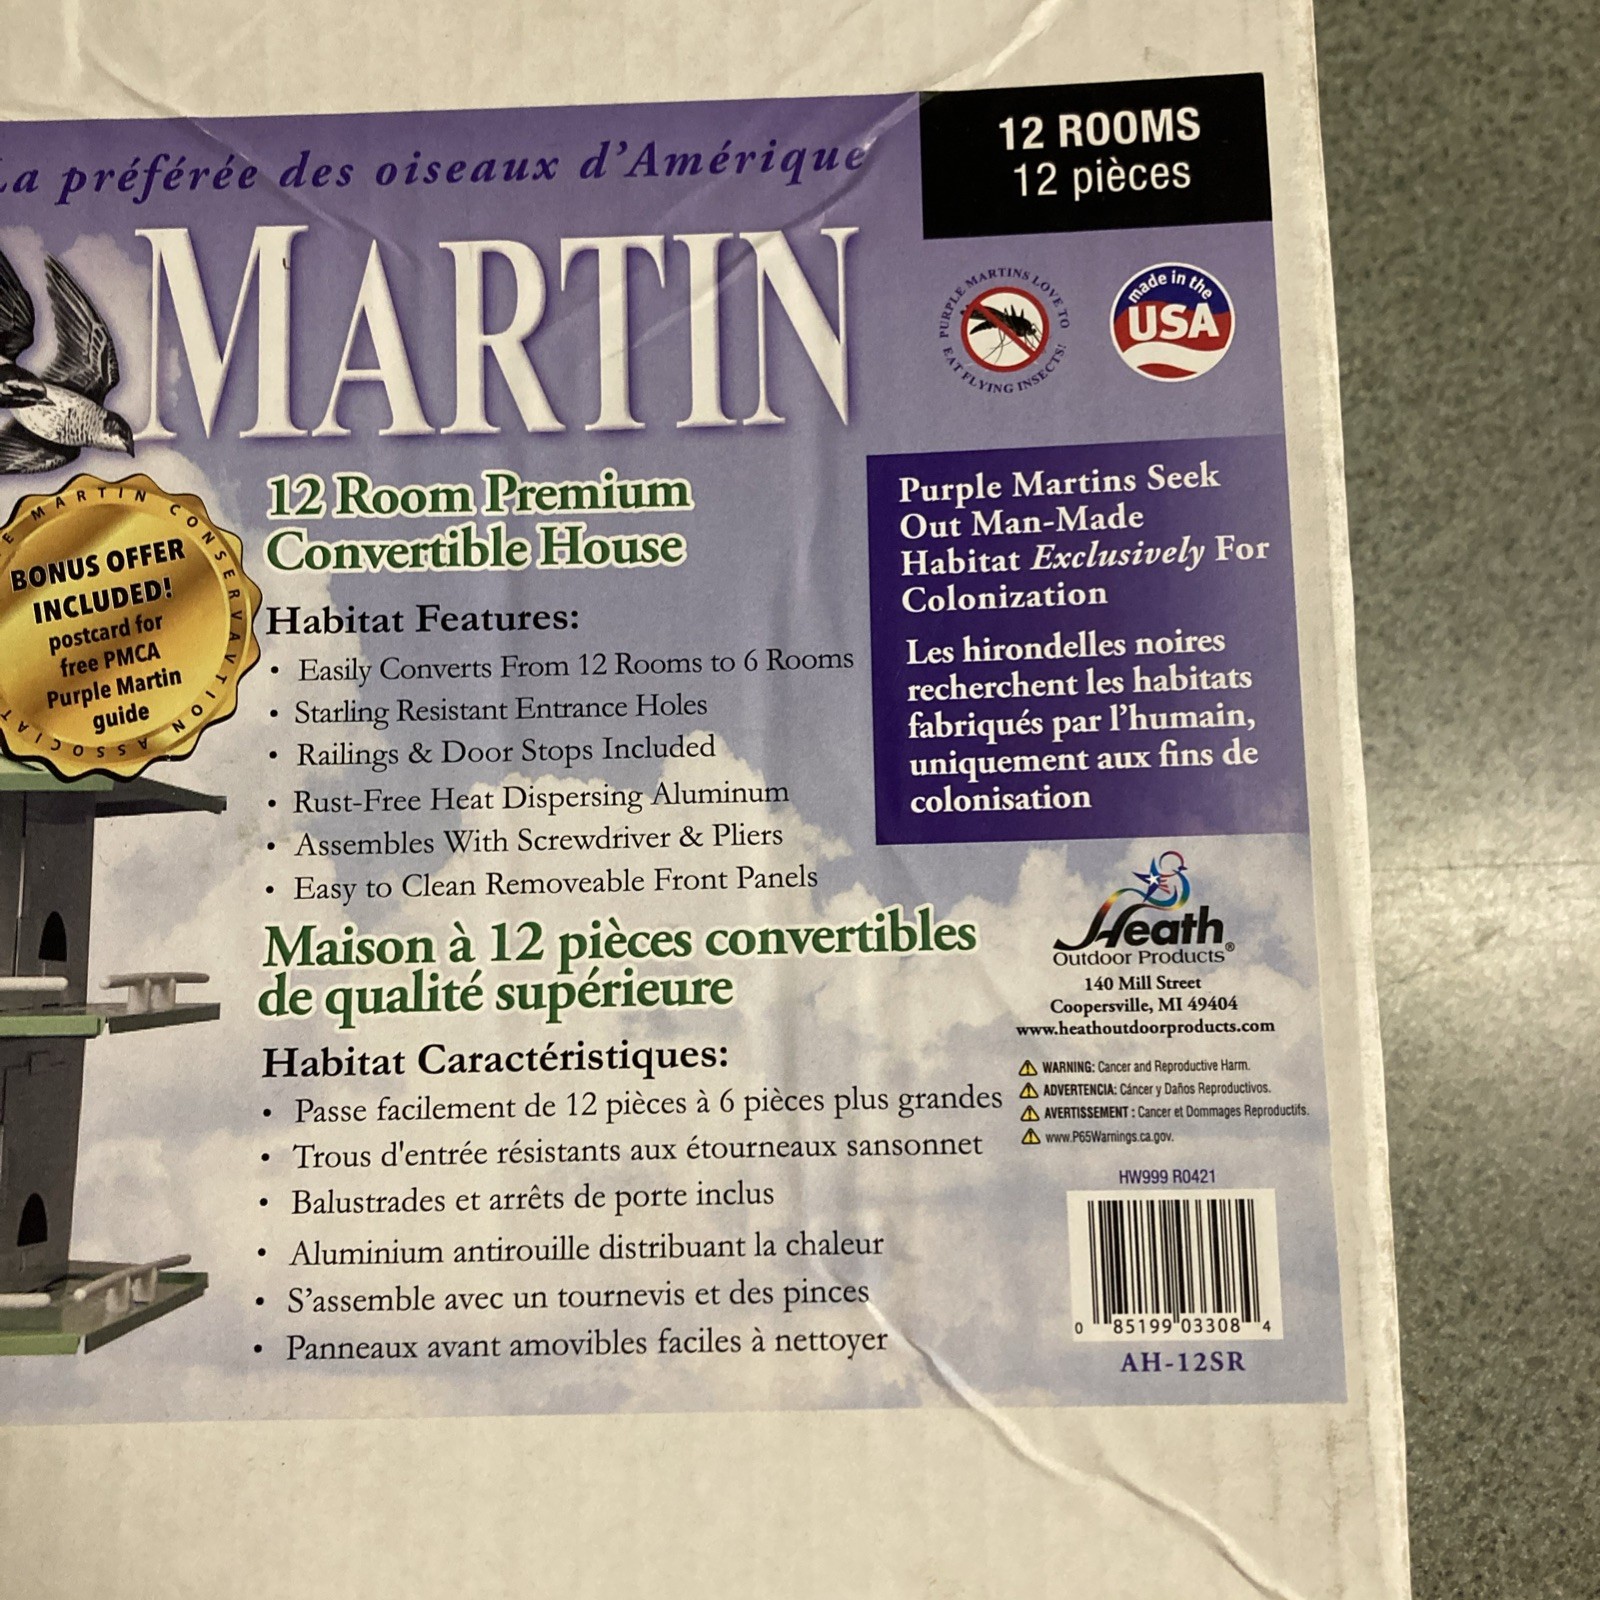 La préférée des oiseaux d'Amérique
MARTIN
12 ROOMS
12 pièces
PURPLE MARTINS LOVE TO
EAT FLYING INSECTS!
made in the
USA
MARTIN CONSERVATION
BONUS OFFER
INCLUDED!
postcard for
free PMCA
Purple Martin
guide
12 Room Premium
Convertible House
Habitat Features:
• Easily Converts From 12 Rooms to 6 Rooms
• Starling Resistant Entrance Holes
• Railings & Door Stops Included
• Rust-Free Heat Dispersing Aluminum
• Assembles With Screwdriver & Pliers
• Easy to Clean Removeable Front Panels
Maison à 12 pièces convertibles
de qualité supérieure
Habitat Caractéristiques:
• Passe facilement de 12 pièces à 6 pièces plus grandes
• Trous d'entrée résistants aux étourneaux sansonnet
• Balustrades et arrêts de porte inclus
• Aluminium antirouille distribuant la chaleur
• S'assemble avec un tournevis et des pinces
• Panneaux avant amovibles faciles à nettoyer
Purple Martins Seek
Out Man-Made
Habitat Exclusively For
Colonization
Les hirondelles noires
recherchent les habitats
fabriqués par l'humain,
uniquement aux fins de
colonisation
Heath
Outdoor Products®
140 Mill Street
Coopersville, MI 49404
www.heathoutdoorproducts.com
WARNING: Cancer and Reproductive Harm.
ADVERTENCIA: Cáncer y Daños Reproductivos.
AVERTISSEMENT : Cancer et Dommages Reproductifs.
www.P65Warnings.ca.gov.
HW999 R0421
0 85199 03308 4
AH-12SR